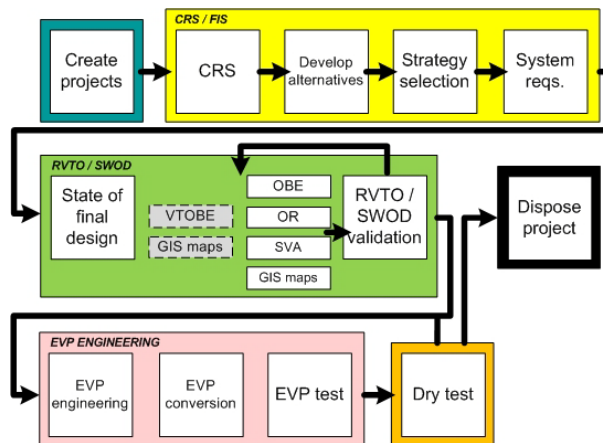 CRS / FIS
Create
projects
CRS
Develop
alternatives
Strategy
selection
System
reqs.
RVTO / SWOD
State of
final
design
VTOBE
GIS maps
OBE
OR
SVA
GIS maps
RVTO /
SWOD
validation
Dispose
project
EVP ENGINEERING
EVP
engineering
EVP
conversion
EVP test
Dry test